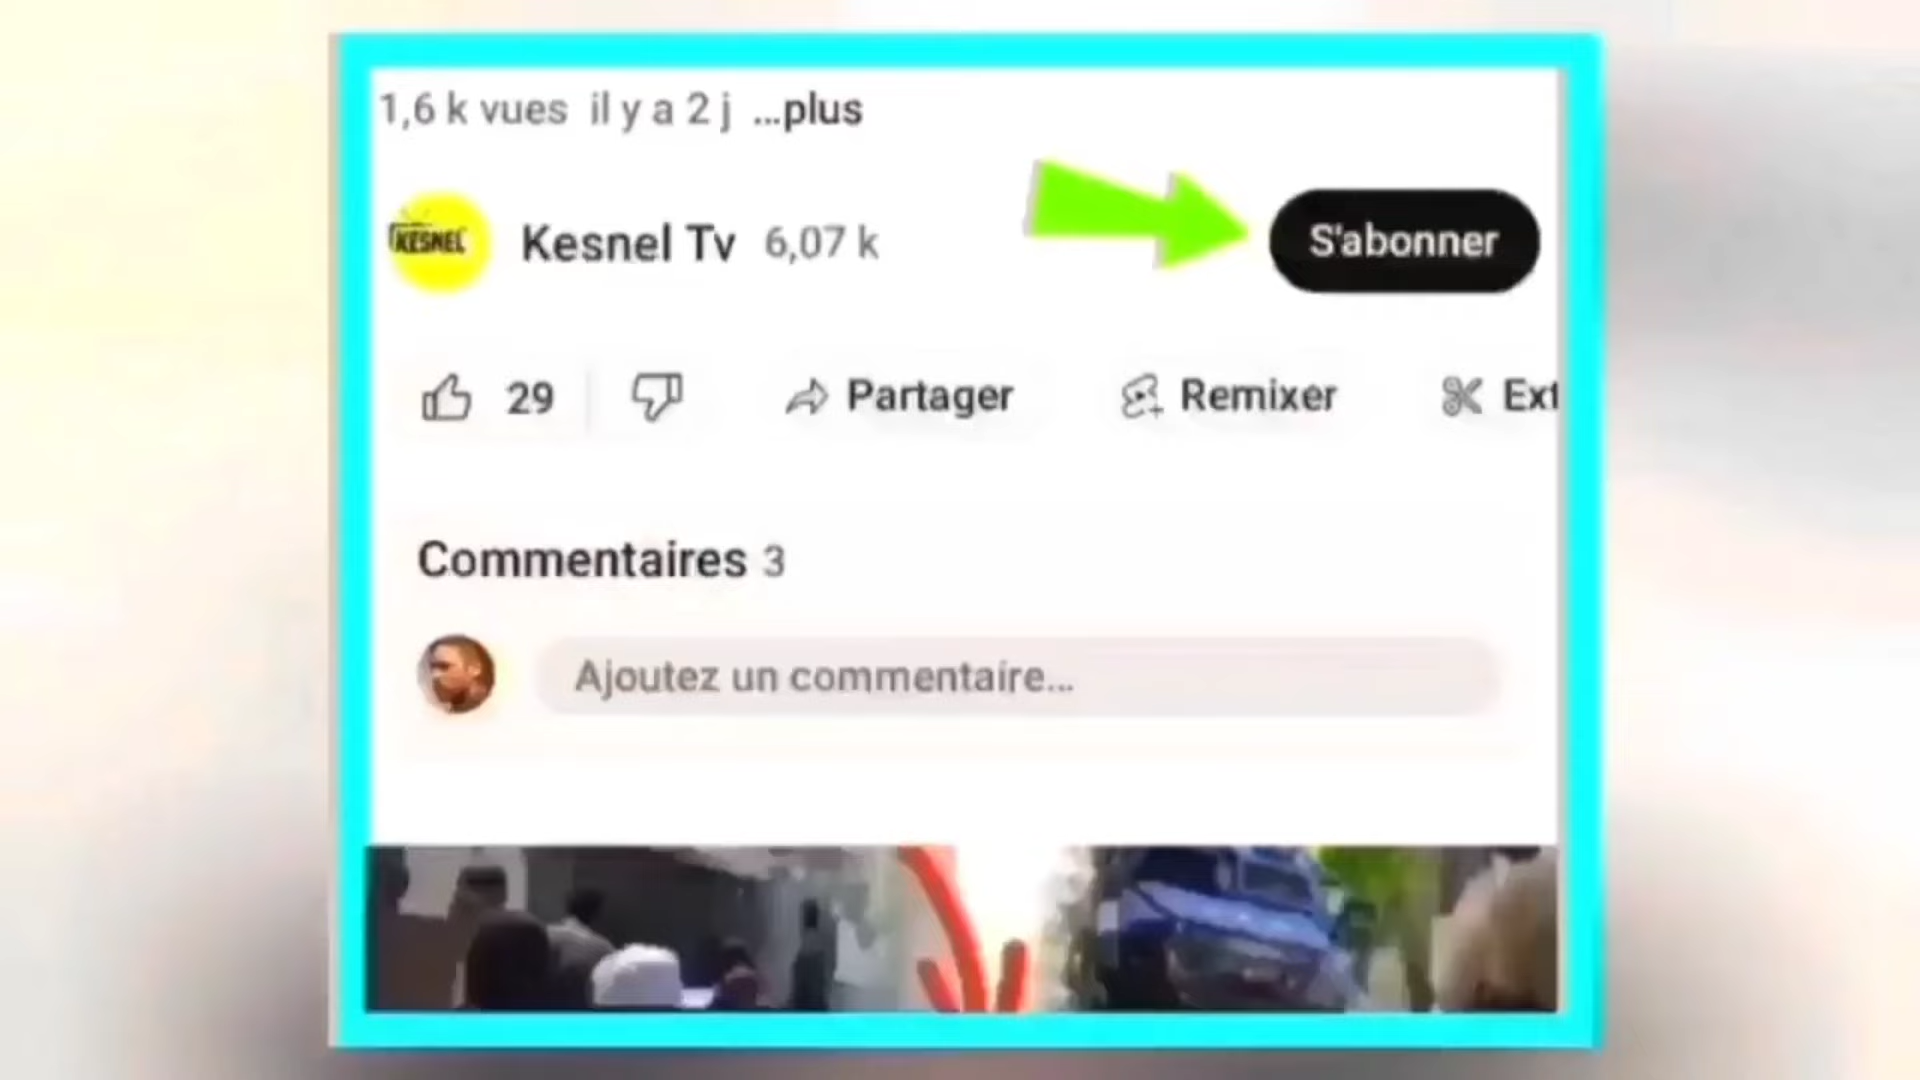 1,6 k vues il y a 2 j ...plus
KESNEL
Kesnel Tv 6,07 k
S'abonner
29
Partager
Remixer
Ext
Commentaires 3
Ajoutez un commentaire...